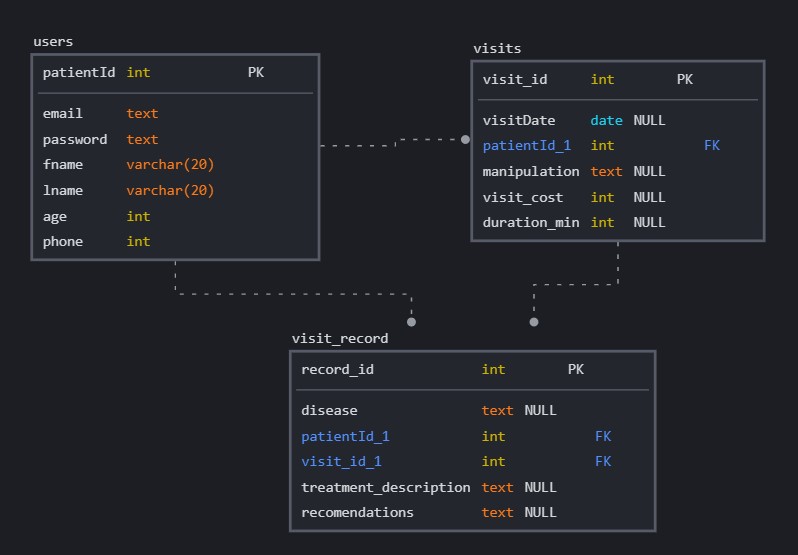 users
patientId int PK
email text
password text
fname varchar(20)
lname varchar(20)
age int
phone int
visits
visit_id int PK
visitDate date NULL
patientId_1 int FK
manipulation text NULL
visit_cost int NULL
duration_min int NULL
visit_record
record_id int PK
disease text NULL
patientId_1 int FK
visit_id_1 int FK
treatment_description text NULL
recomendations text NULL